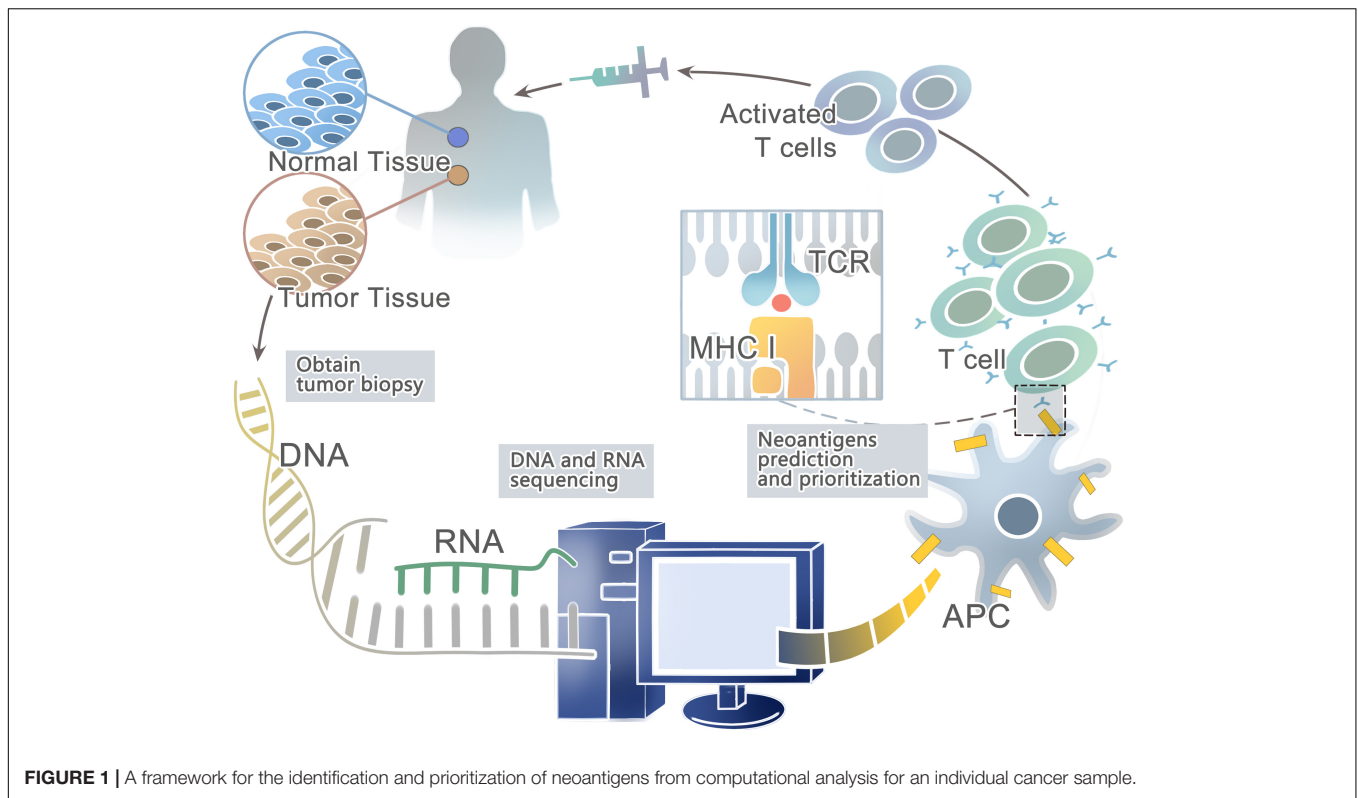 Normal Tissue
Tumor Tissue
Obtain
tumor biopsy
DNA
RNA
DNA and RNA
sequencing
Neoantigens
prediction
and prioritization
APC
T cell
TCR
MHC I
Activated
T cells
FIGURE 1 | A framework for the identification and prioritization of neoantigens from computational analysis for an individual cancer sample.